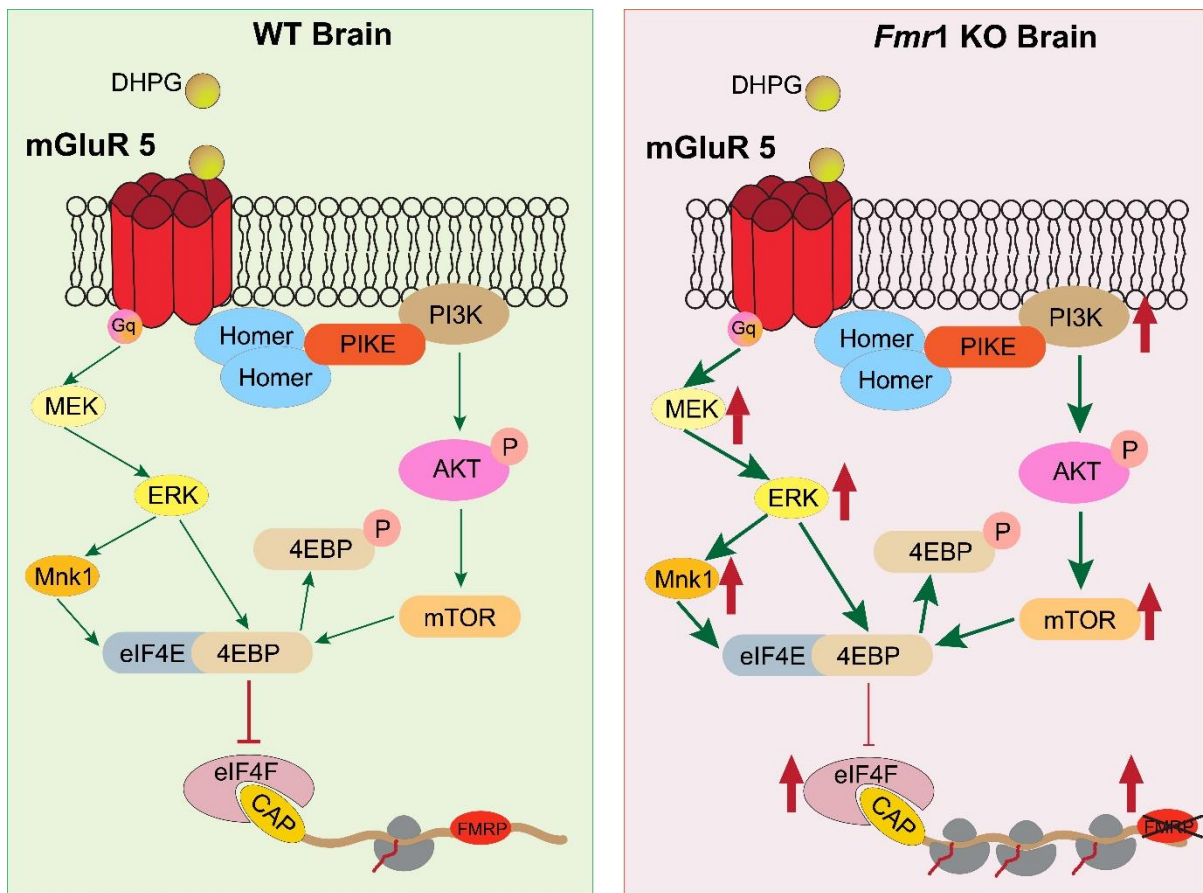 WT Brain
DHPG
mGluR 5
Gq
Homer
Homer
PIKE
PI3K
MEK
AKT
P
ERK
4EBP
P
Mnk1
mTOR
eIF4E
4EBP
eIF4F
CAP
FMRP
Fmr1 KO Brain
DHPG
mGluR 5
Gq
Homer
Homer
PIKE
PI3K
MEK
AKT
P
ERK
4EBP
P
Mnk1
mTOR
eIF4E
4EBP
eIF4F
CAP
FMRP